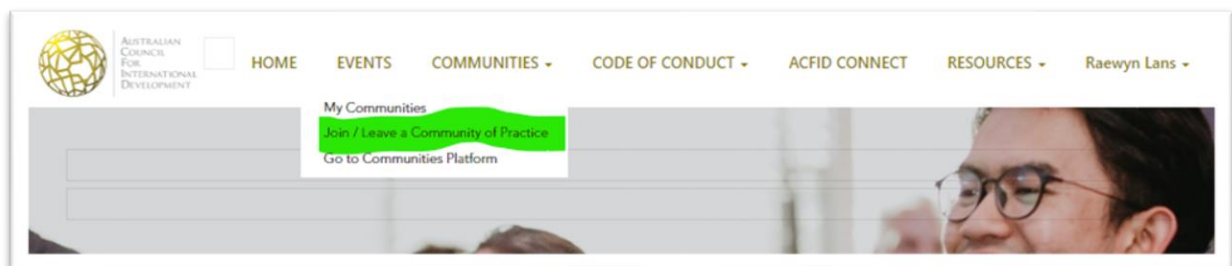 AUSTRALIAN
COUNCIL
FOR
INTERNATIONAL
DEVELOPMENT
HOME EVENTS COMMUNITIES CODE OF CONDUCT ACFID CONNECT RESOURCES Raewyn Lans
My Communities
Join / Leave a Community of Practice
Go to Communities Platform